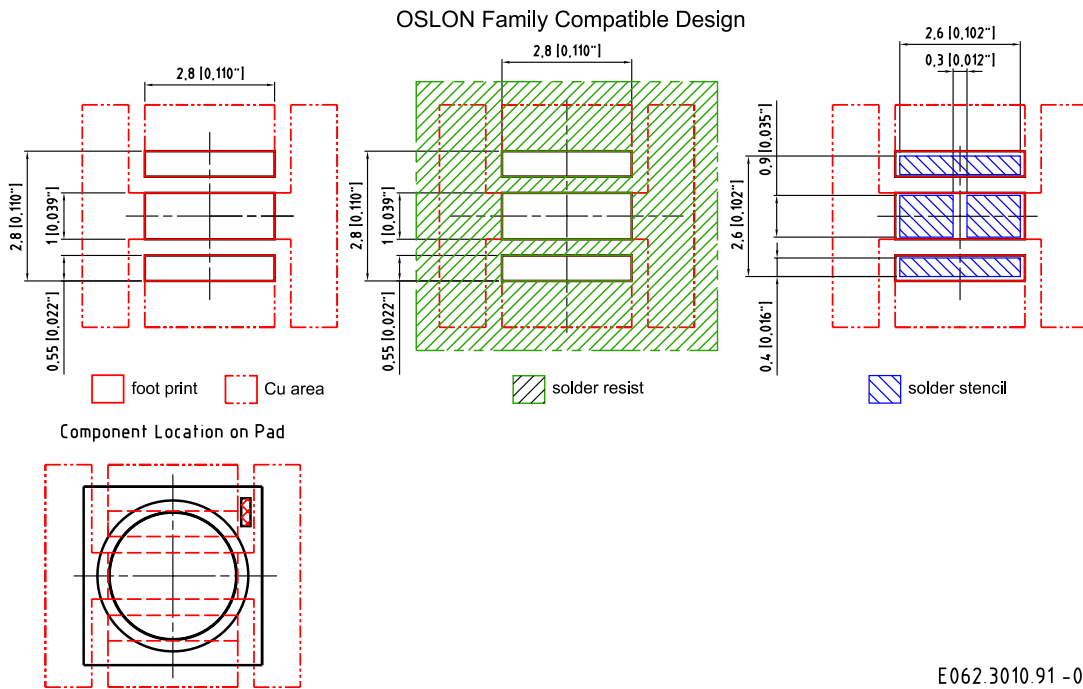 OSLON Family Compatible Design
2,8 [0,110"]
2,8 [0,110"]
1 [0,039"]
0,55 [0,022"]
2,8 [0,110"]
2,8 [0,110"]
1 [0,039"]
0,55 [0,022"]
2,6 [0,102"]
0,3 [0,012"]
0,9 [0,035"]
2,6 [0,102"]
0,4 [0,016"]
foot print
Cu area
solder resist
solder stencil
Component Location on Pad
E062.3010.91 -0